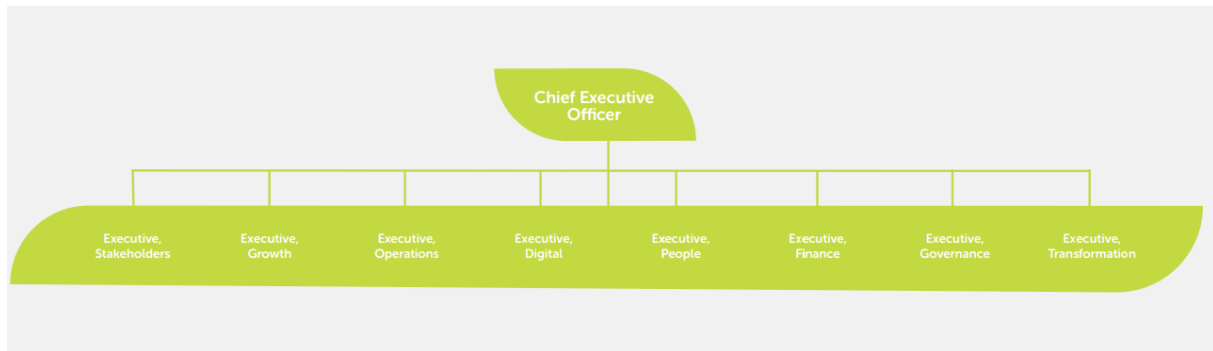 Chief Executive
Officer
Executive,
Stakeholders
Executive,
Growth
Executive,
Operations
Executive,
Digital
Executive,
People
Executive,
Finance
Executive,
Governance
Executive,
Transformation